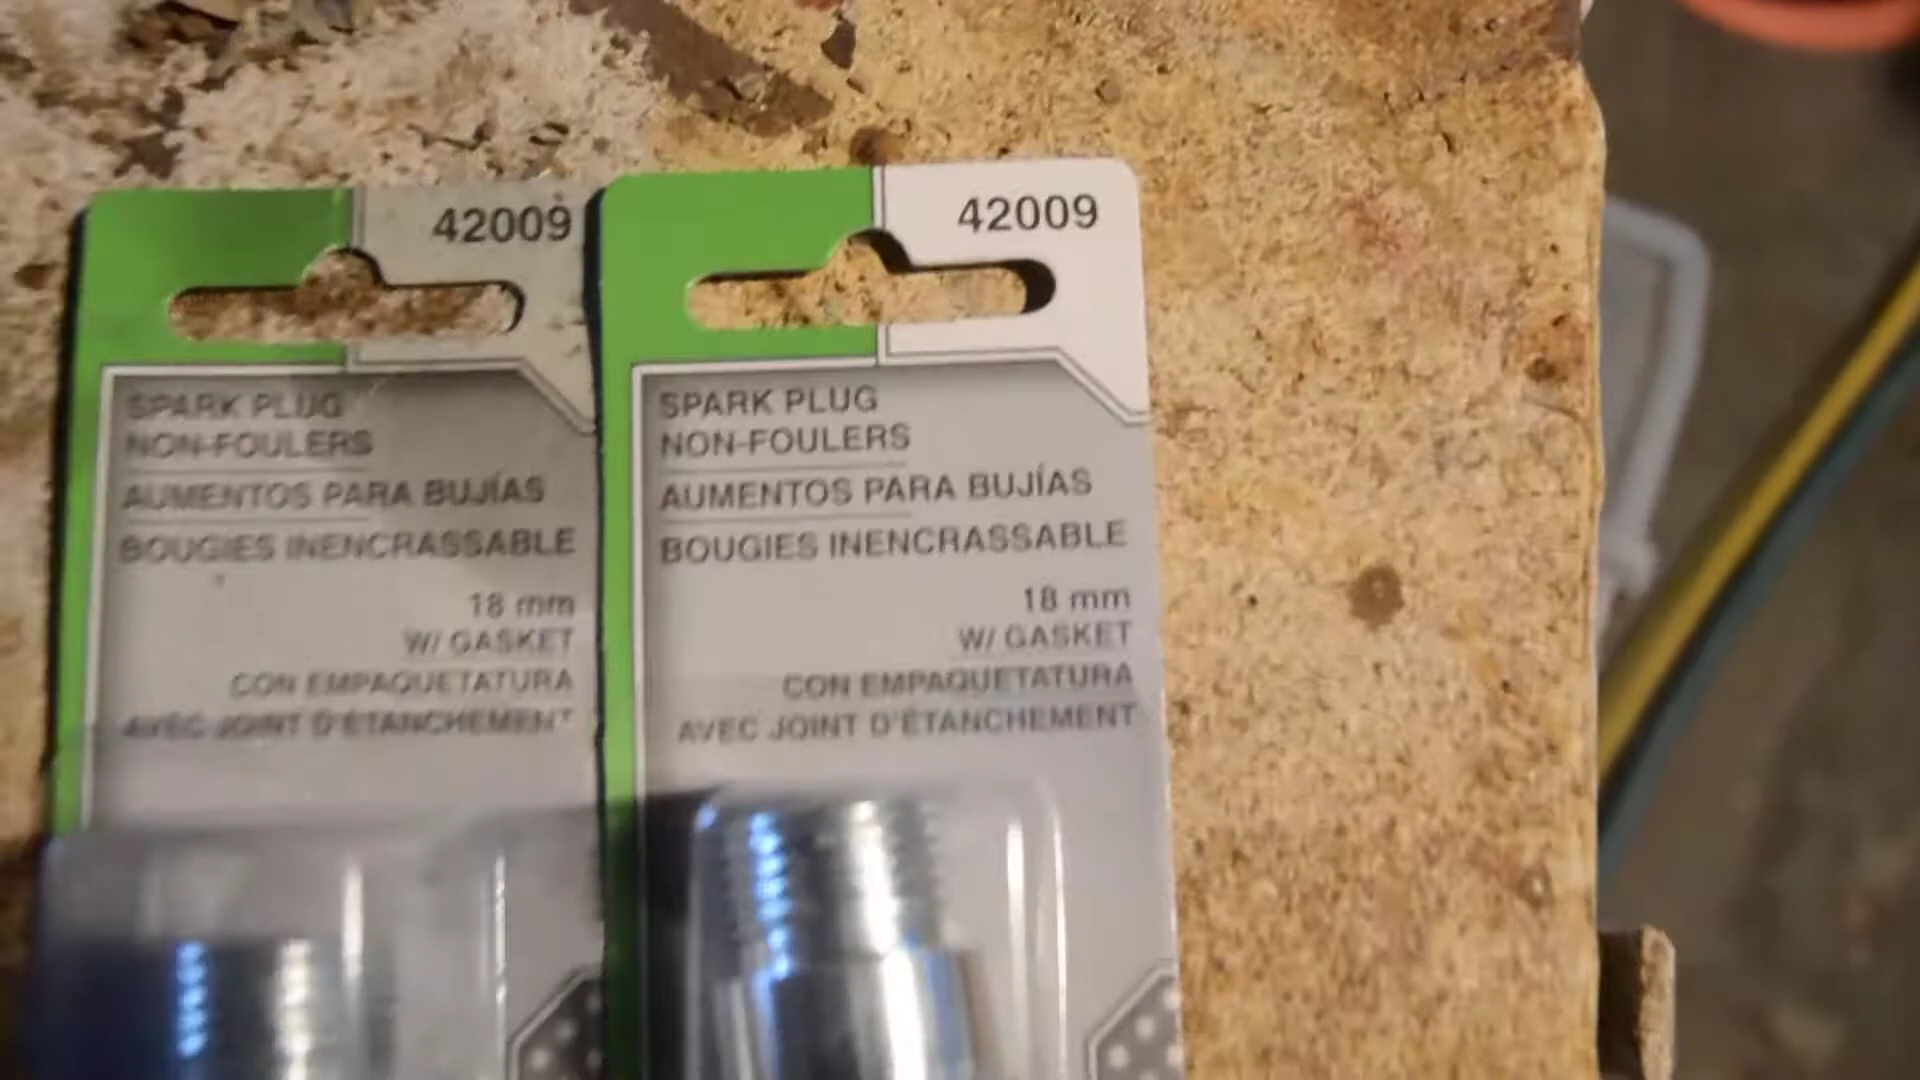 42009
SPARK PLUG
NON-FOULERS
AUMENTOS PARA BUJÍAS
BOUGIES INENCRASSABLE
18 mm
W/ GASKET
CON EMPAQUETATURA
AVEC JOINT D'ÉTANCHEMENT
42009
SPARK PLUG
NON-FOULERS
AUMENTOS PARA BUJÍAS
BOUGIES INENCRASSABLE
18 mm
W/ GASKET
CON EMPAQUETATURA
AVEC JOINT D'ÉTANCHEMENT